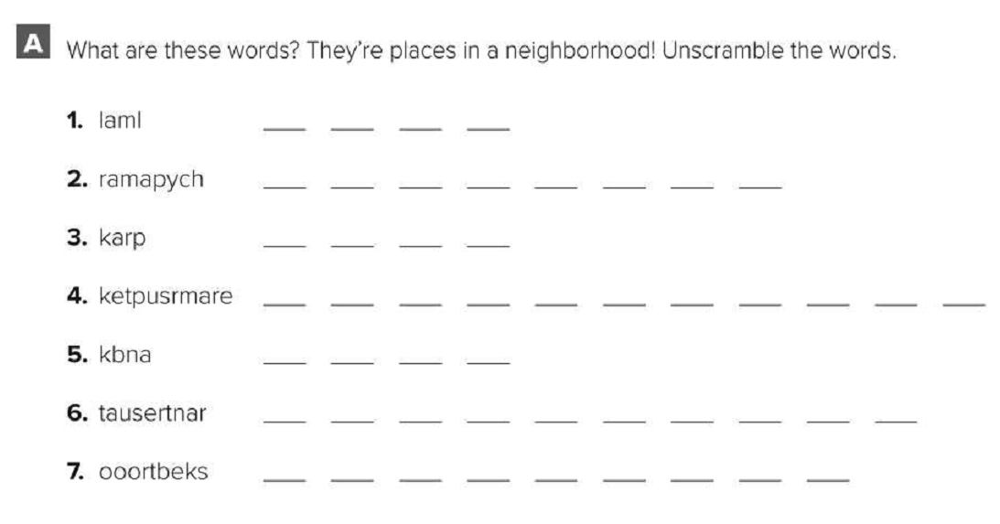 A What are these words? They're places in a neighborhood! Unscramble the words.
1. laml ___ ___ ___ ___
2. ramapych ___ ___ ___ ___ ___ ___ ___ ___
3. karp ___ ___ ___ ___
4. ketpusrmare ___ ___ ___ ___ ___ ___ ___ ___ ___ ___ ___
5. kbna ___ ___ ___ ___
6. tausertnar ___ ___ ___ ___ ___ ___ ___ ___ ___ ___
7. ooortbeks ___ ___ ___ ___ ___ ___ ___ ___ ___